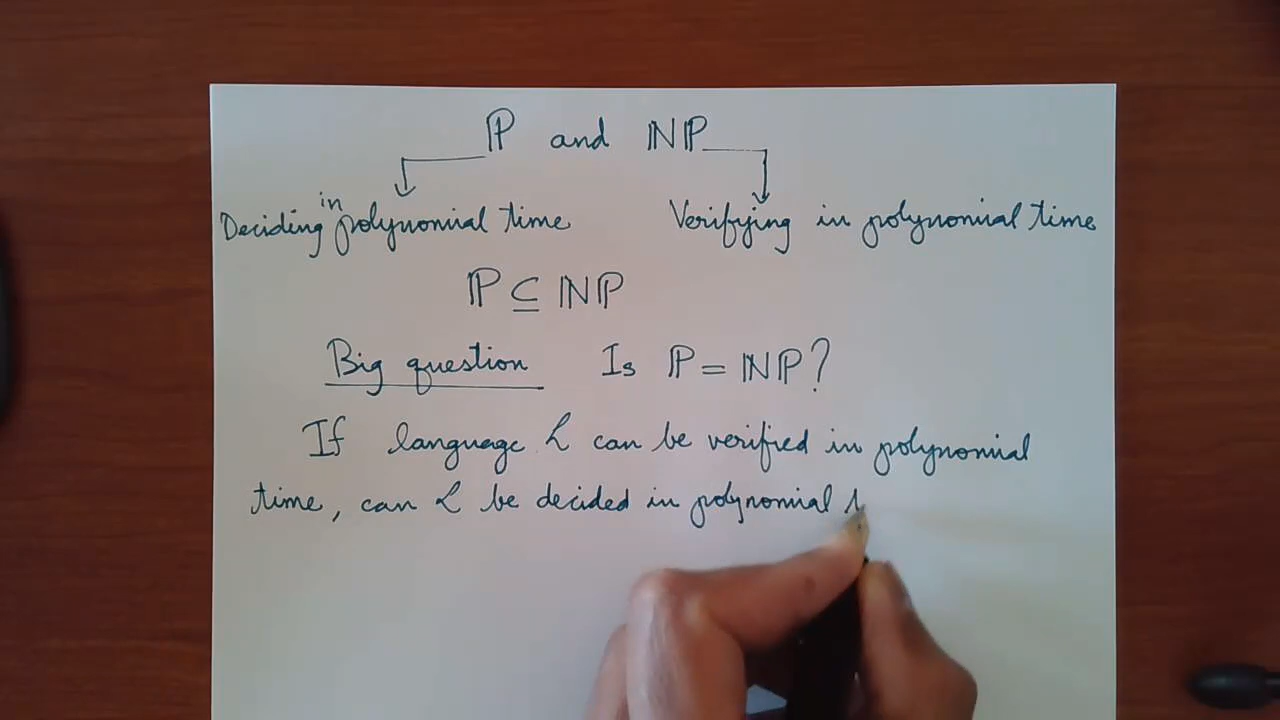 ℙ and ℕℙ
Deciding in polynomial time
Verifying in polynomial time
ℙ ⊆ ℕℙ
Big question Is ℙ = ℕℙ?
If language L can be verified in polynomial
time, can L be decided in polynomial